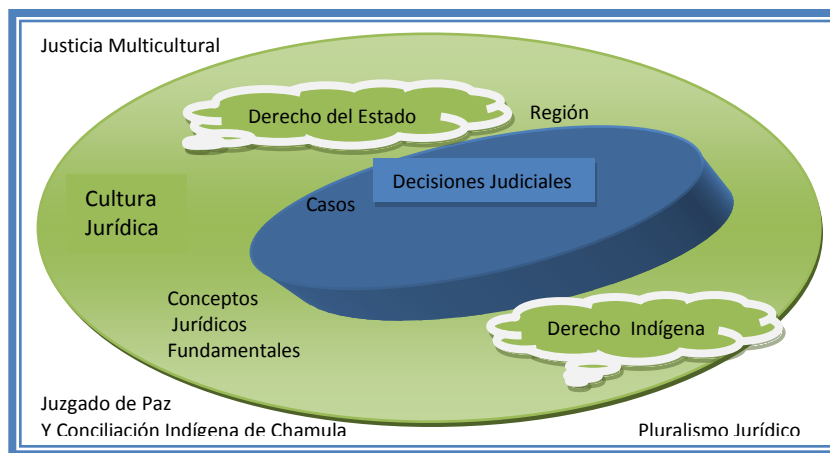 Justicia Multicultural
Derecho del Estado
Región
Decisiones Judiciales
Casos
Cultura
Jurídica
Conceptos
Jurídicos
Fundamentales
Derecho Indígena
Juzgado de Paz
Y Conciliación Indígena de Chamula
Pluralismo Jurídico